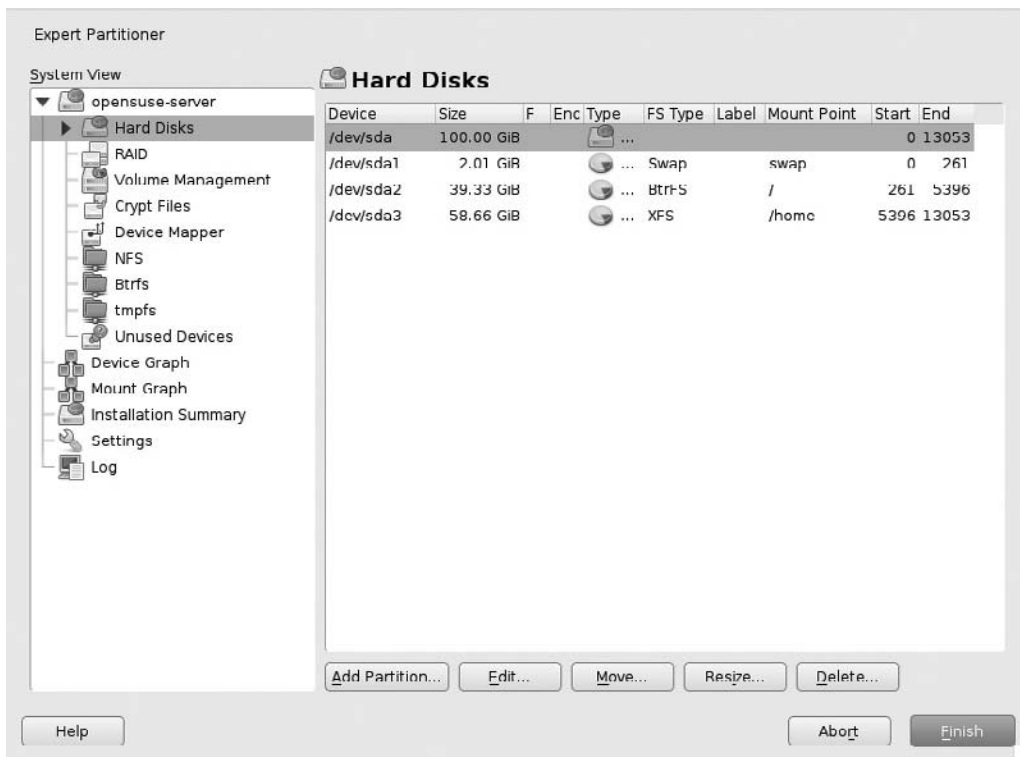 Expert Partitioner
System View
opensuse-server
Hard Disks
RAID
Volume Management
Crypt Files
Device Mapper
NFS
Btrfs
tmpfs
Unused Devices
Device Graph
Mount Graph
Installation Summary
Settings
Log
Hard Disks
Device Size F Enc Type FS Type Label Mount Point Start End
/dev/sda 100.00 GiB ... 0 13053
/dev/sda1 2.01 GiB ... Swap swap 0 261
/dev/sda2 39.33 GiB ... BtrFS / 261 5396
/dev/sda3 58.66 GiB ... XFS /home 5396 13053
Add Partition... Edit... Move... Resize... Delete...
Help Abort Finish